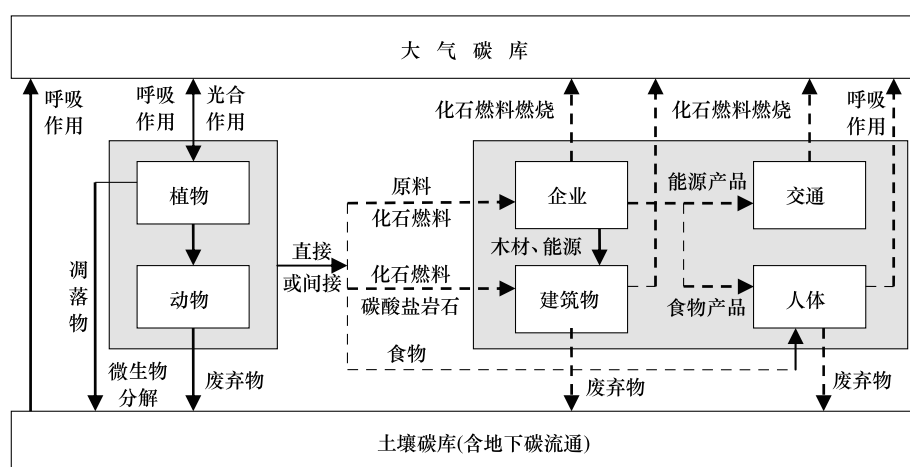 大气碳库
呼吸
作用
呼吸
作用
光合
作用
化石燃料燃烧
化石燃料燃烧
呼吸
作用
植物
动物
凋
落
物
微生物
分解
废弃物
直接
或间接
原料
化石燃料
化石燃料
碳酸盐岩石
食物
企业
木材、能源
建筑物
能源产品
交通
食物产品
人体
废弃物
废弃物
土壤碳库(含地下碳流通)